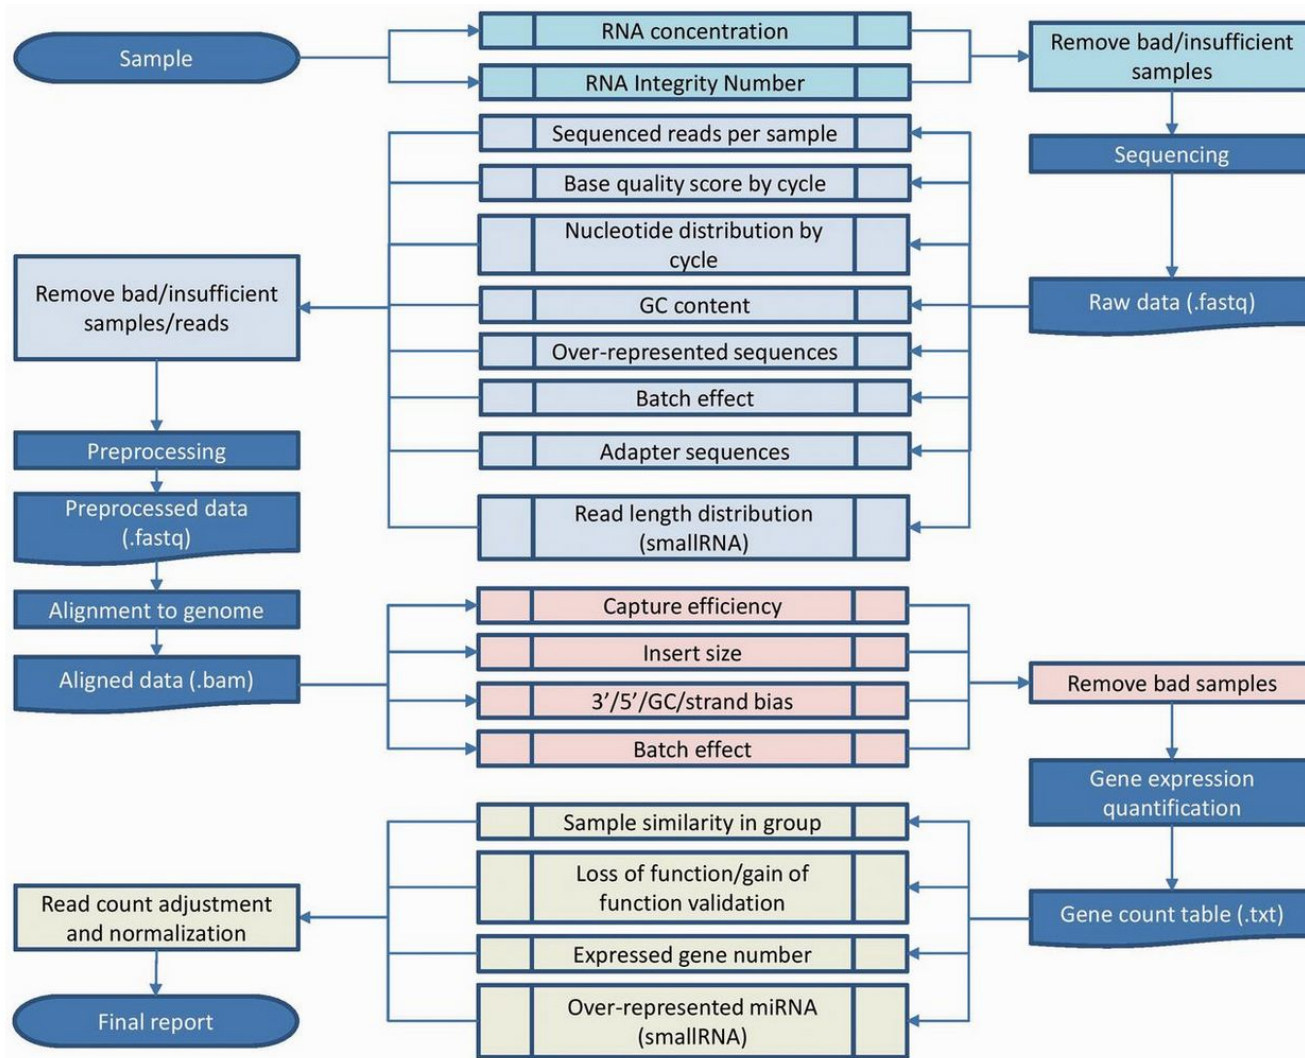 Sample
RNA concentration
RNA Integrity Number
Remove bad/insufficient
samples
Sequencing
Raw data (.fastq)
Sequenced reads per sample
Base quality score by cycle
Nucleotide distribution by
cycle
GC content
Over-represented sequences
Batch effect
Adapter sequences
Read length distribution
(smallRNA)
Remove bad/insufficient
samples/reads
Preprocessing
Preprocessed data
(.fastq)
Alignment to genome
Aligned data (.bam)
Capture efficiency
Insert size
3’/5’/GC/strand bias
Batch effect
Remove bad samples
Gene expression
quantification
Gene count table (.txt)
Sample similarity in group
Loss of function/gain of
function validation
Expressed gene number
Over-represented miRNA
(smallRNA)
Read count adjustment
and normalization
Final report